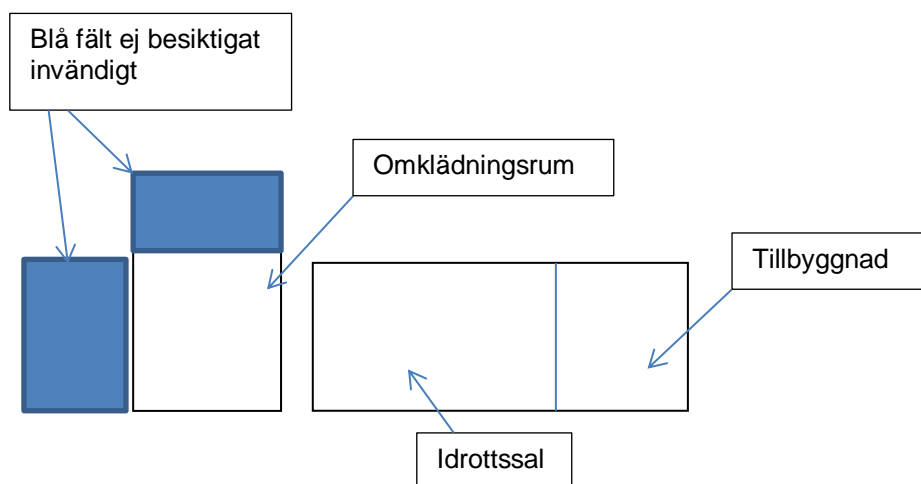 Blå fält ej besiktigat
invändigt
Omklädningsrum
Tillbyggnad
Idrottssal